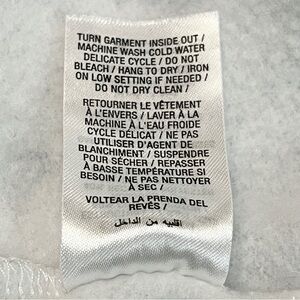 TURN GARMENT INSIDE OUT /
MACHINE WASH COLD WATER
DELICATE CYCLE / DO NOT
BLEACH / HANG TO DRY / IRON
ON LOW SETTING IF NEEDED /
DO NOT DRY CLEAN /
RETOURNER LE VÊTEMENT
À L'ENVERS / LAVER À LA
MACHINE À L'EAU FROIDE
CYCLE DÉLICAT / NE PAS
UTILISER D'AGENT DE
BLANCHIMENT / SUSPENDRE
POUR SÉCHER / REPASSER
À BASSE TEMPÉRATURE SI
BESOIN / NE PAS NETTOYER
À SEC /
VOLTEAR LA PRENDA DEL
REVÉS /
اقلبيه من الداخل